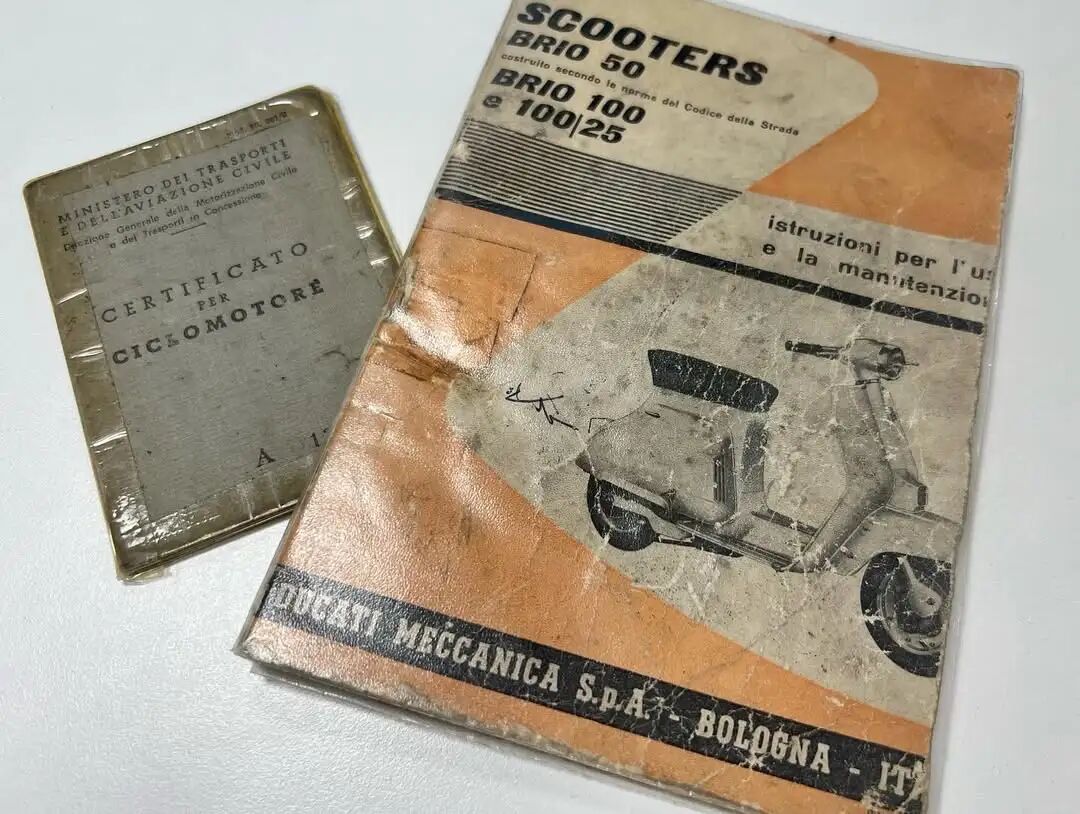 MINISTERO DEI TRASPORTI
E DELL'AVIAZIONE CIVILE
Direzione Generale della Motorizzazione Civile
e dei Trasporti in Concessione
CERTIFICATO
PER
CICLOMOTORE
A
SCOOTERS
BRIO 50
costruito secondo le norme del Codice della Strada
BRIO 100
e 100/25
istruzioni per l'u
e la manutenzio
DUCATI MECCANICA S.p.A. - BOLOGNA - IT